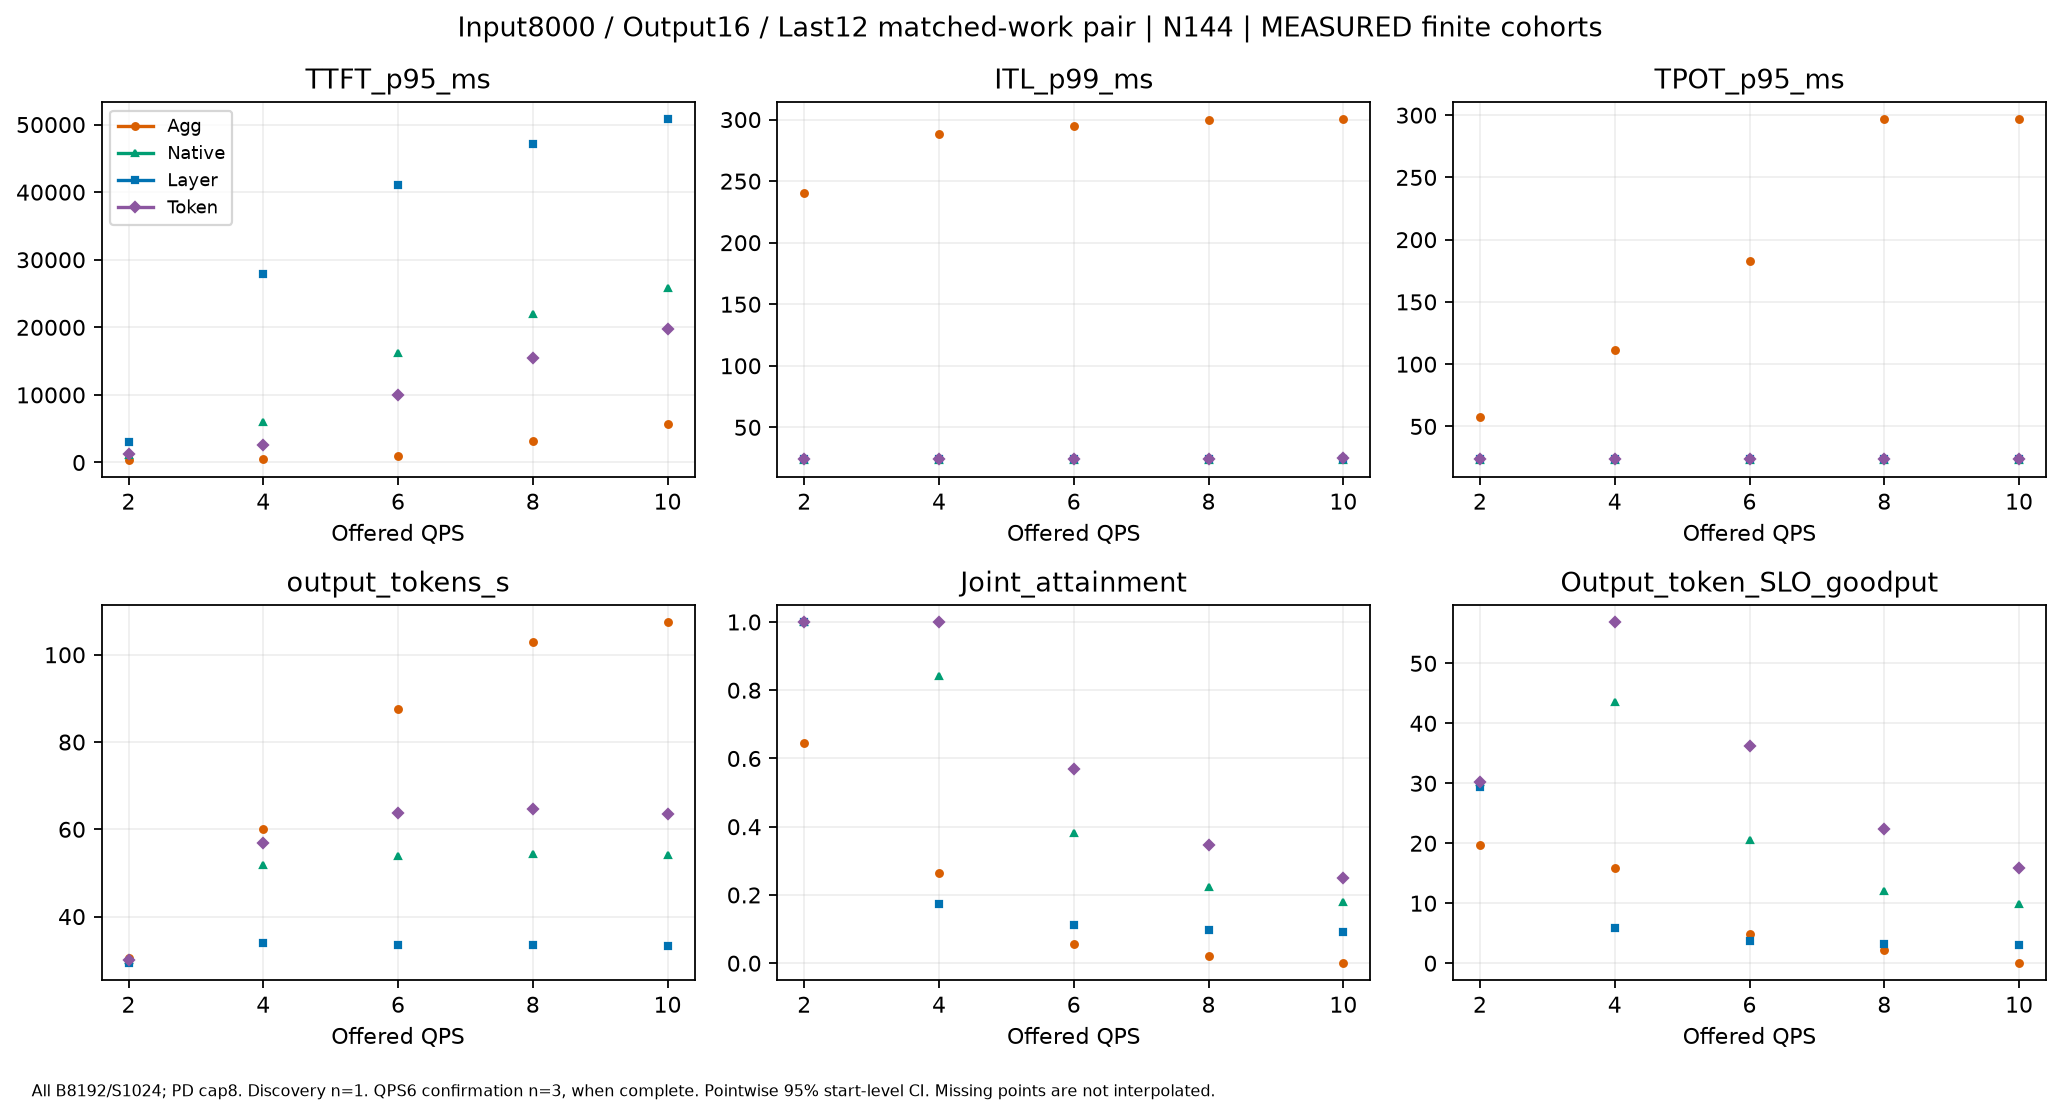 Input8000 / Output16 / Last12 matched-work pair | N144 | MEASURED finite cohorts
TTFT_p95_ms
50000
40000
30000
20000
10000
0
Agg
Native
Layer
Token
2 4 6 8 10
Offered QPS
ITL_p99_ms
300
250
200
150
100
50
2 4 6 8 10
Offered QPS
TPOT_p95_ms
300
250
200
150
100
50
2 4 6 8 10
Offered QPS
output_tokens_s
100
80
60
40
2 4 6 8 10
Offered QPS
Joint_attainment
1.0
0.8
0.6
0.4
0.2
0.0
2 4 6 8 10
Offered QPS
Output_token_SLO_goodput
50
40
30
20
10
0
2 4 6 8 10
Offered QPS
All B8192/S1024; PD cap8. Discovery n=1. QPS6 confirmation n=3, when complete. Pointwise 95% start-level CI. Missing points are not interpolated.